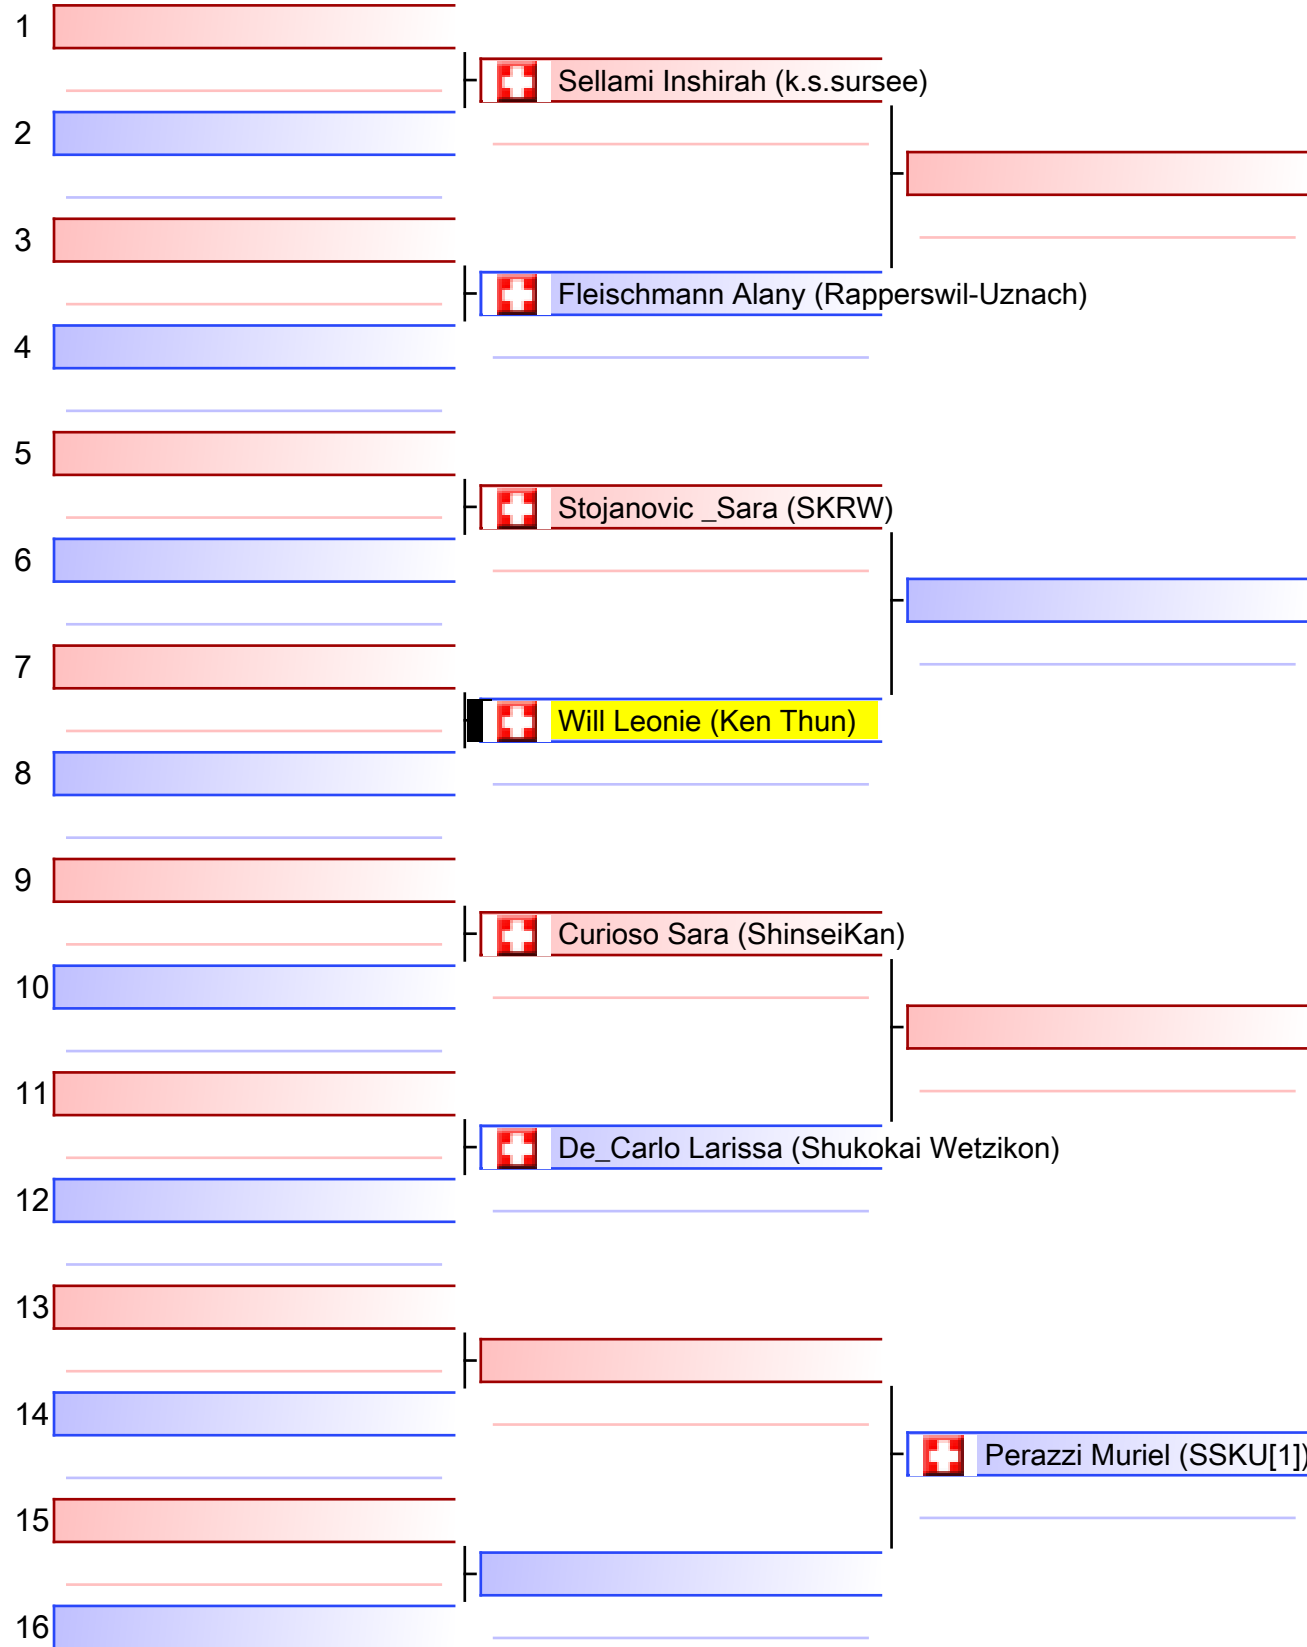 1
Sellami Inshirah (k.s.sursee)
2
3
Fleischmann Alany (Rapperswil-Uznach)
4
5
Stojanovic _Sara (SKRW)
6
7
Will Leonie (Ken Thun)
8
9
Curioso Sara (ShinseiKan)
10
11
De_Carlo Larissa (Shukokai Wetzikon)
12
13
14
Perazzi Muriel (SSKU[1])
15
16